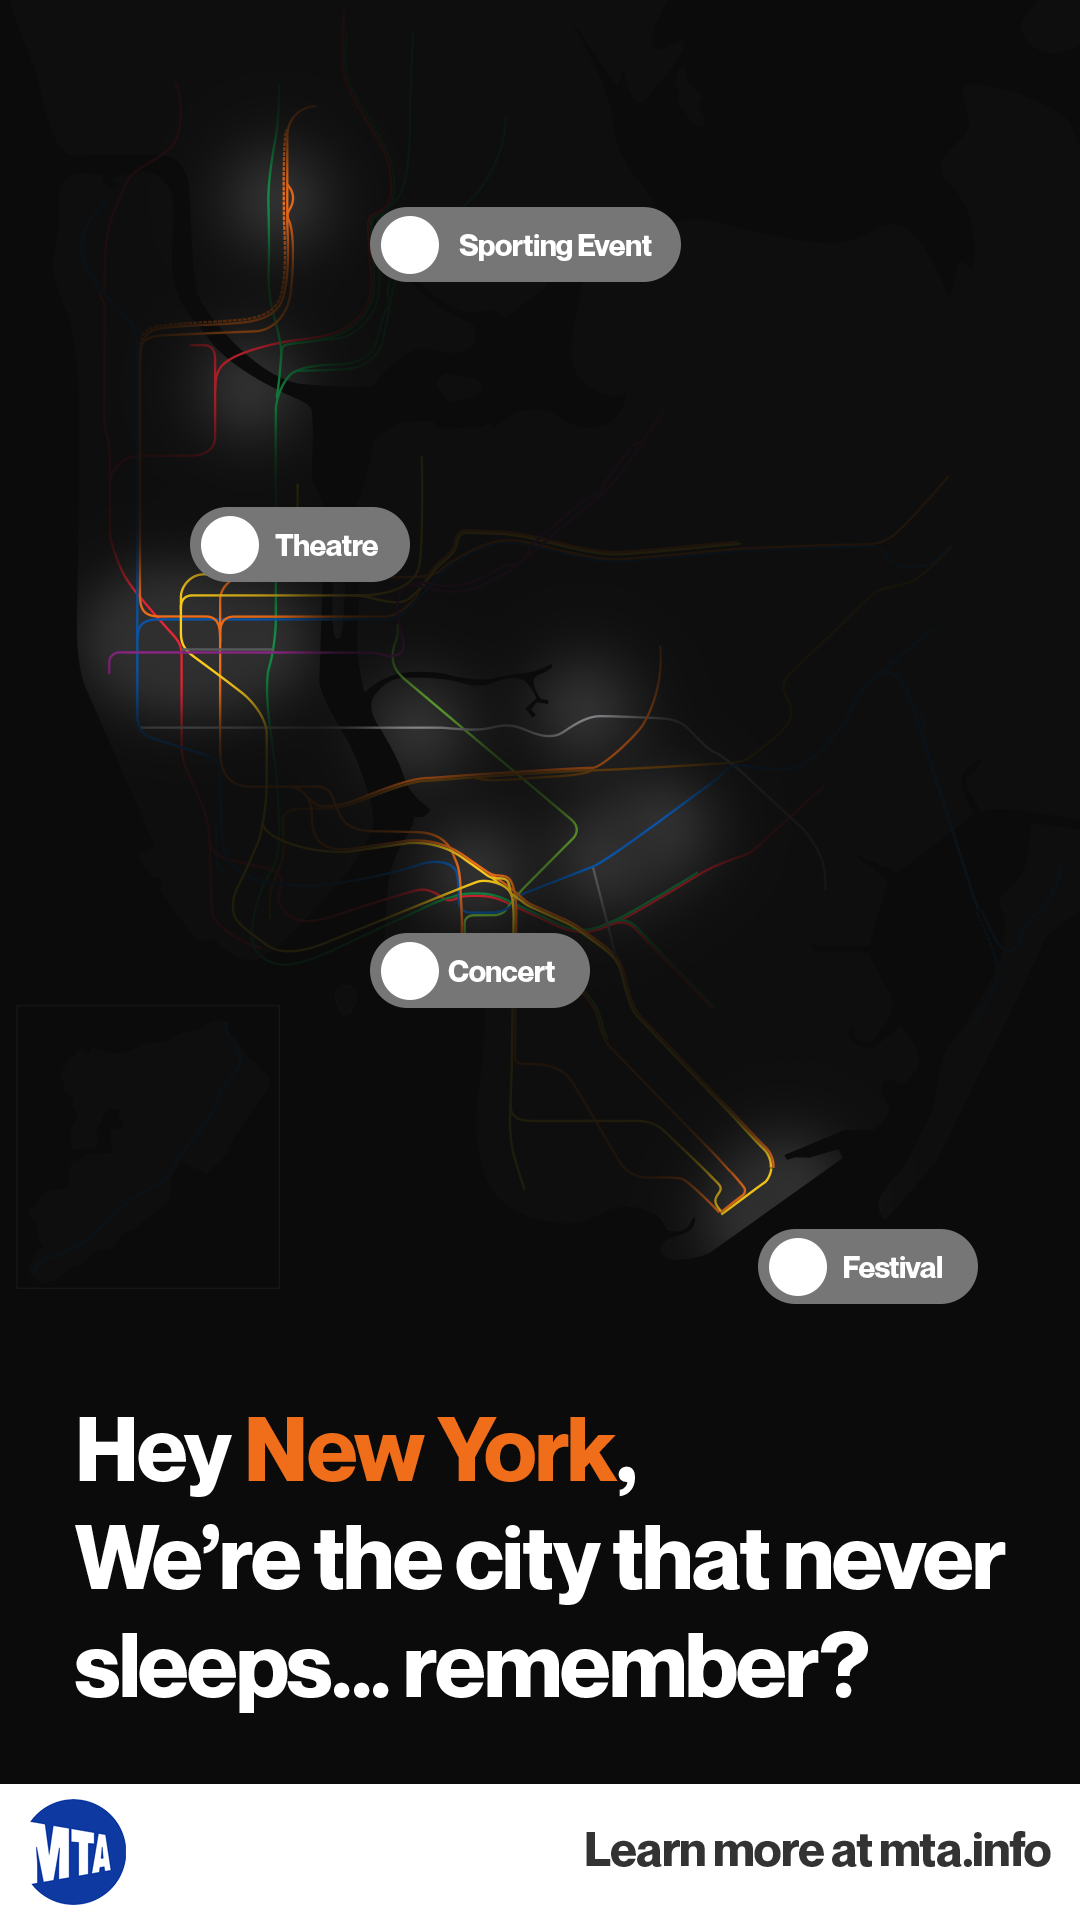 Sporting Event
Theatre
Concert
Festival
Hey New York,
We’re the city that never
sleeps... remember?
MTA
Learn more at mta.info